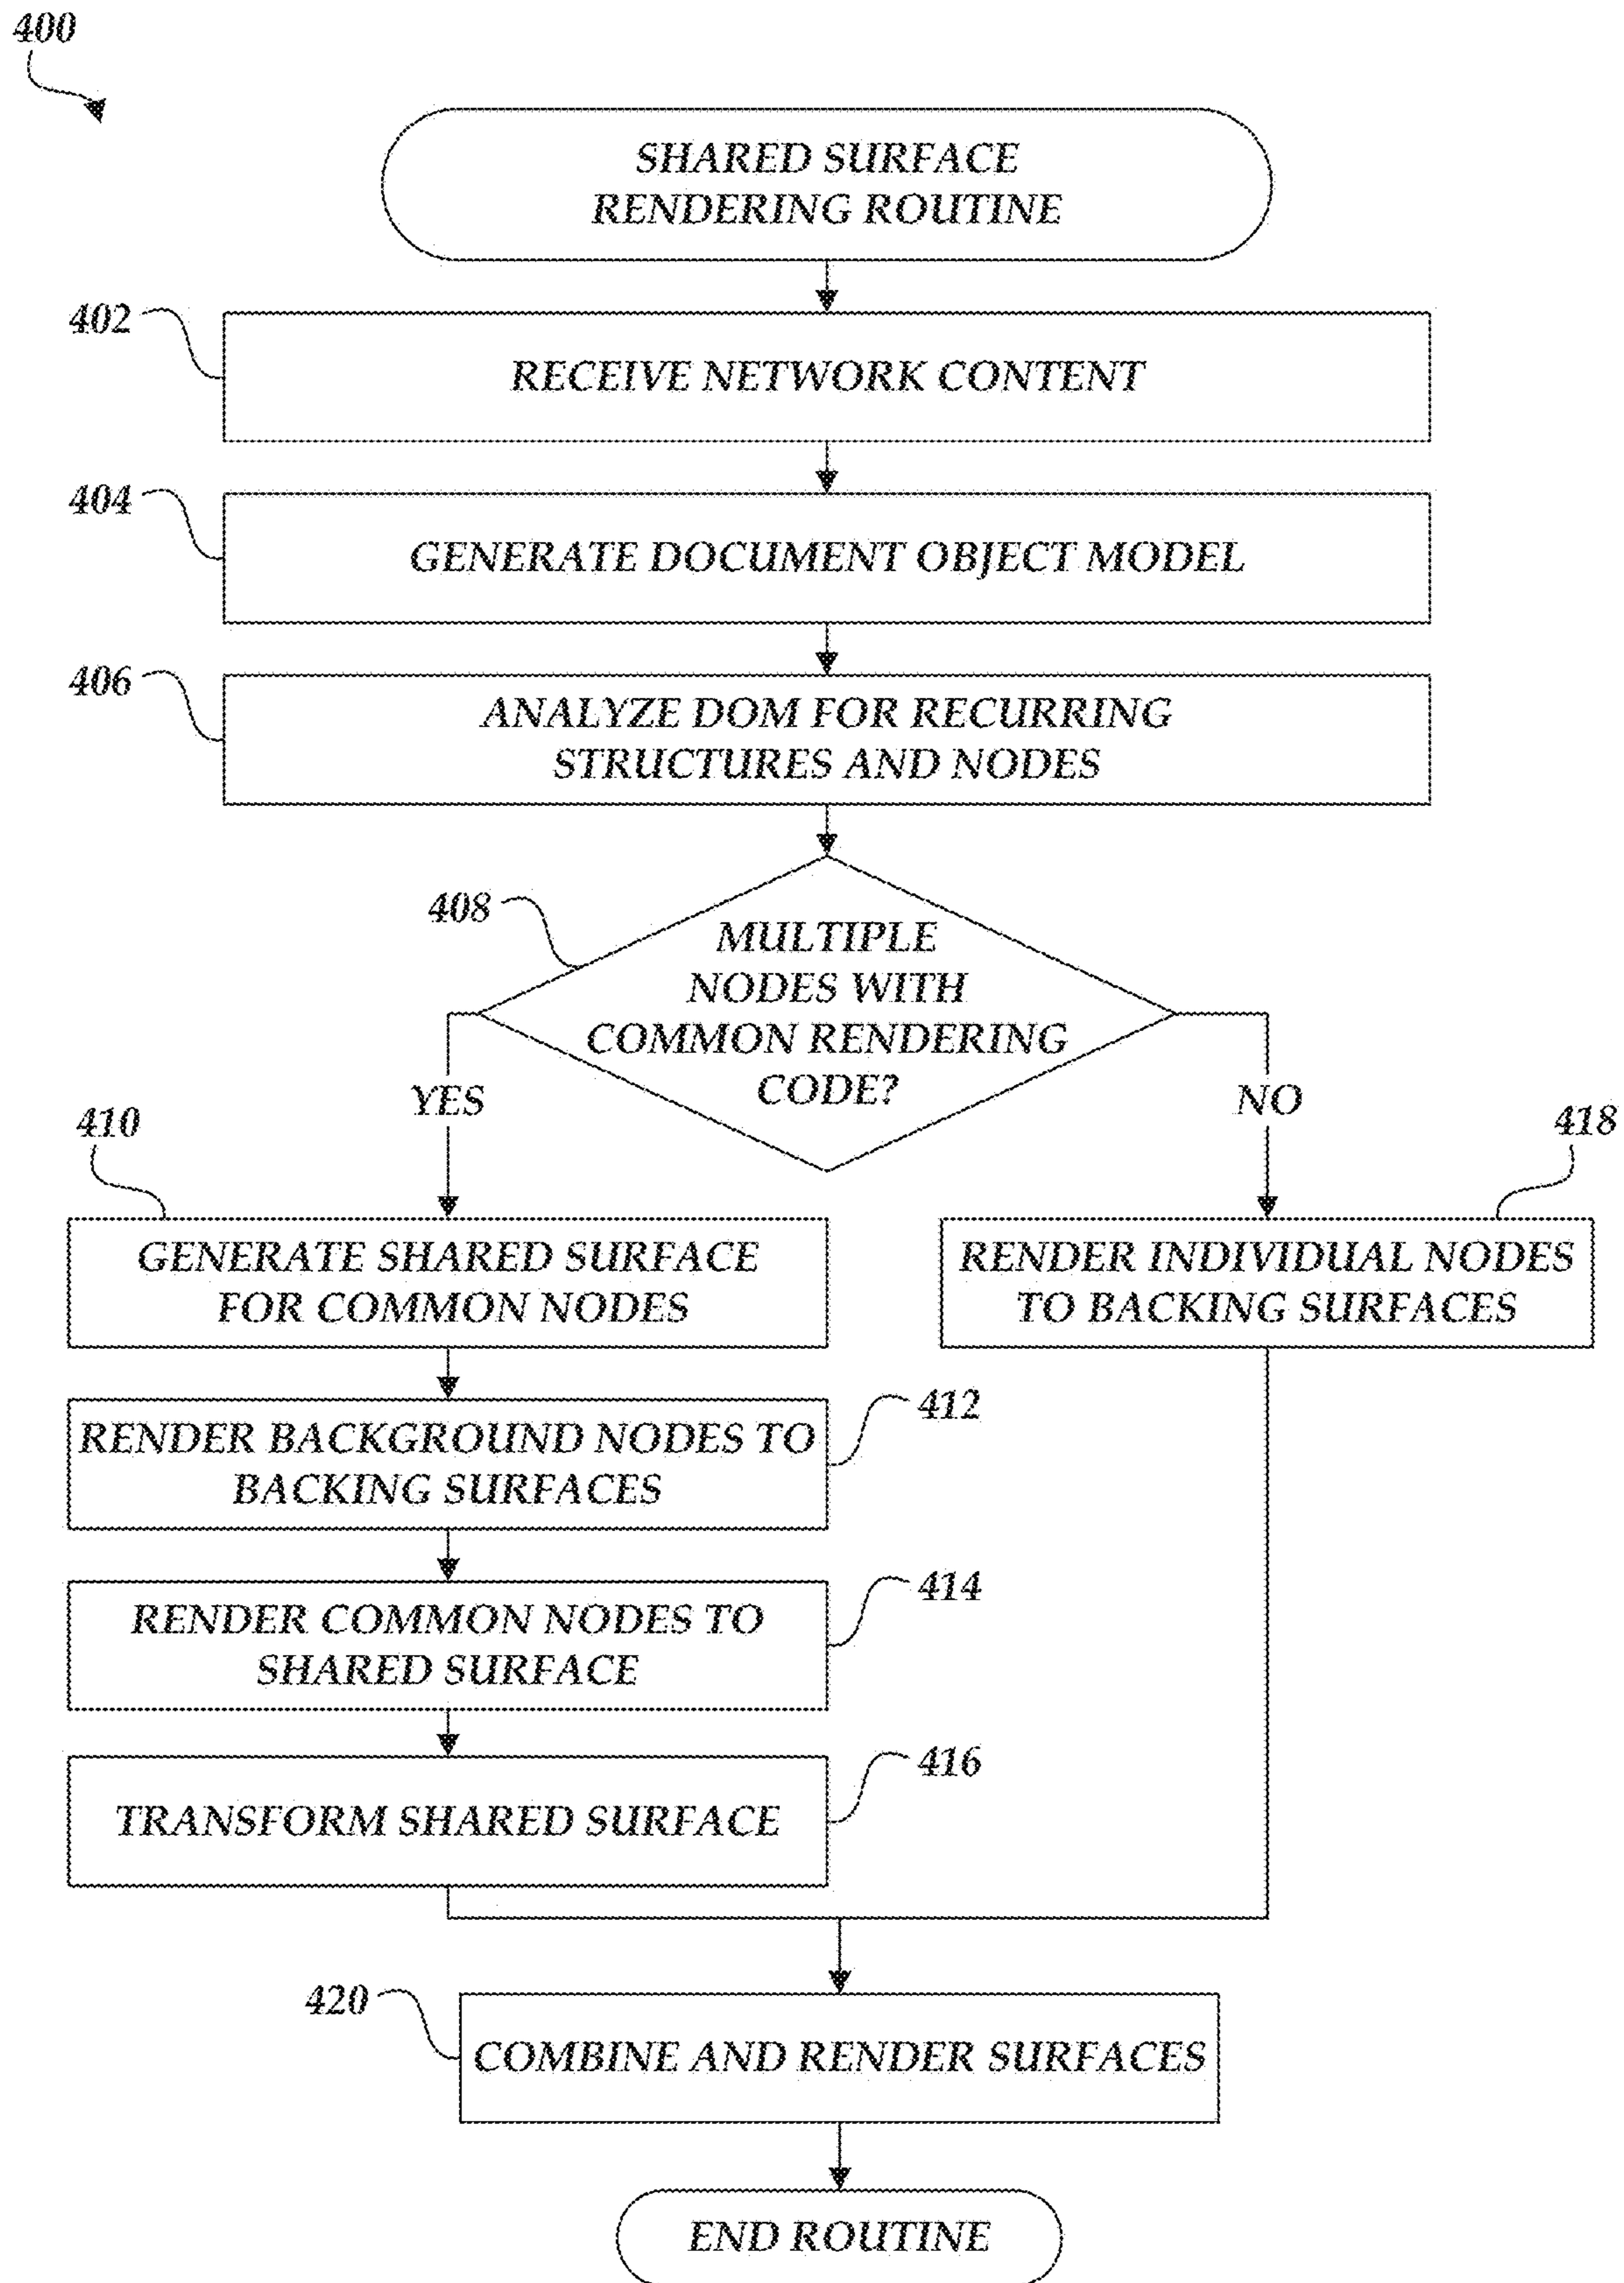 400
SHARED SURFACE
RENDERING ROUTINE
402
RECEIVE NETWORK CONTENT
404
GENERATE DOCUMENT OBJECT MODEL
406
ANALYZE DOM FOR RECURRING
STRUCTURES AND NODES
408
MULTIPLE
NODES WITH
COMMON RENDERING
CODE?
YES
NO
410
GENERATE SHARED SURFACE
FOR COMMON NODES
418
RENDER INDIVIDUAL NODES
TO BACKING SURFACES
412
RENDER BACKGROUND NODES TO
BACKING SURFACES
414
RENDER COMMON NODES TO
SHARED SURFACE
416
TRANSFORM SHARED SURFACE
420
COMBINE AND RENDER SURFACES
END ROUTINE